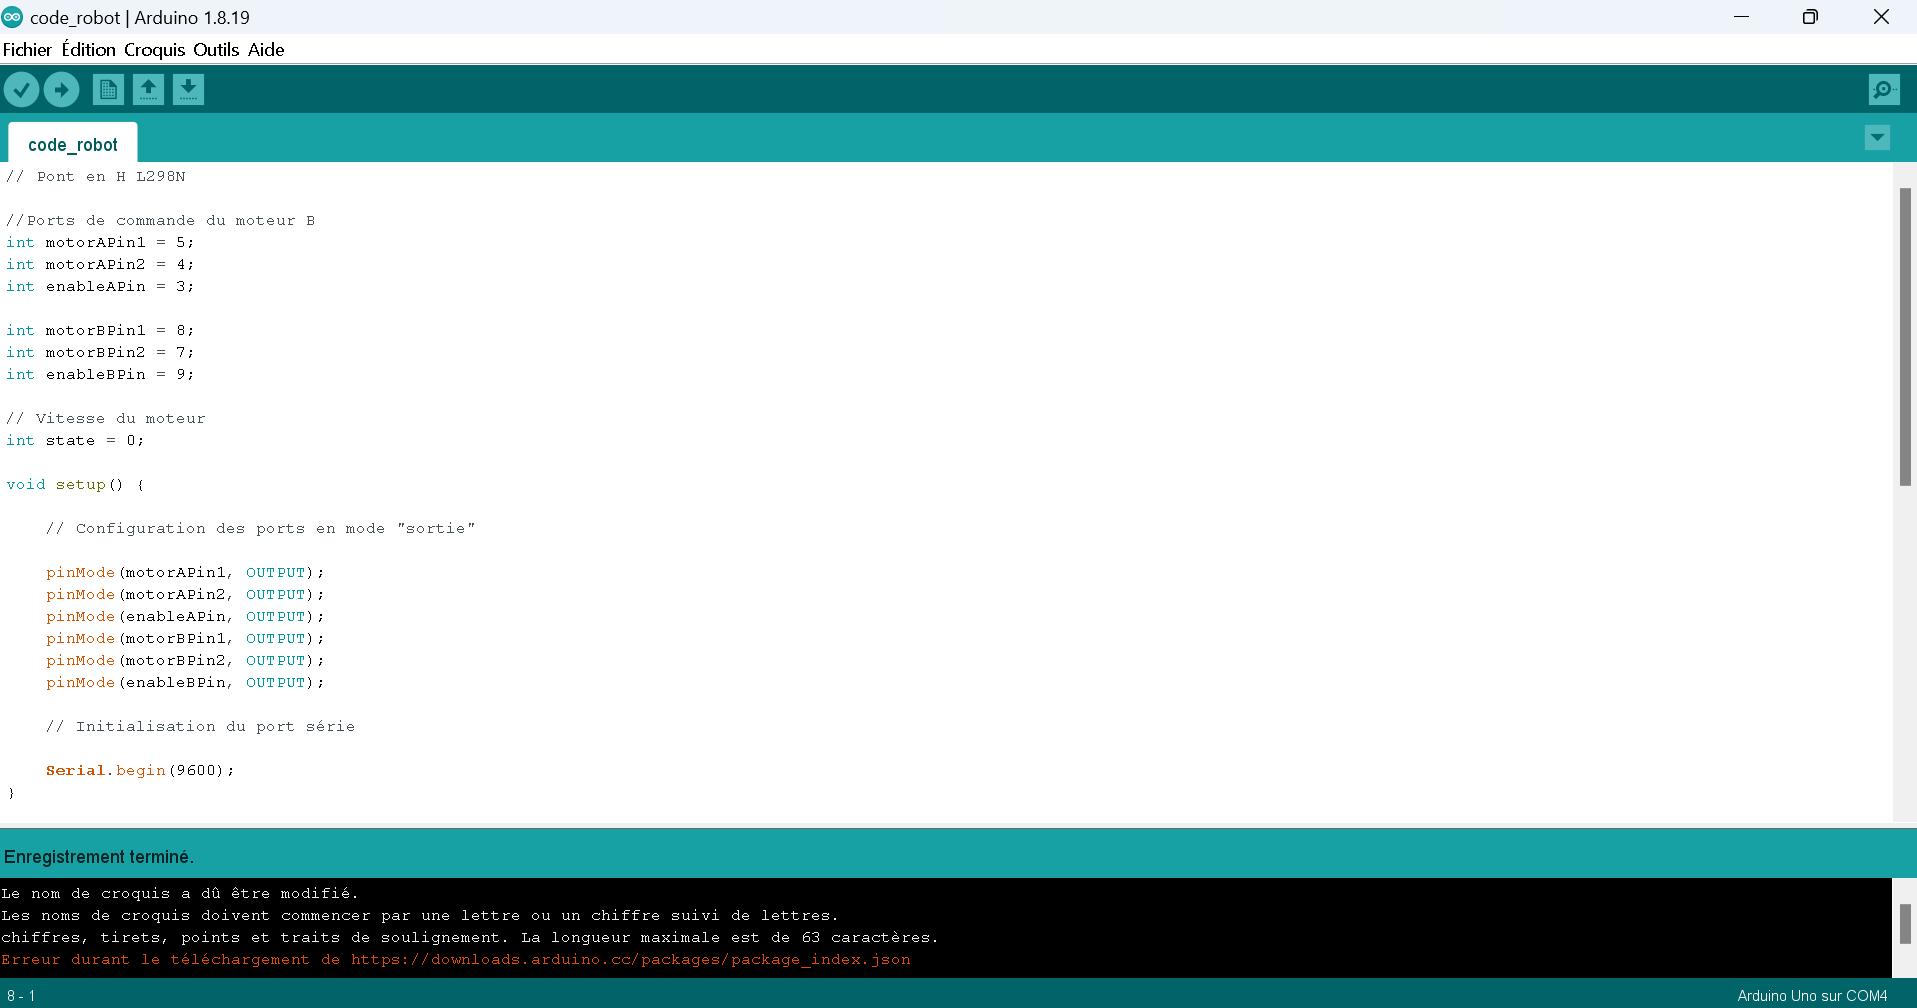 code_robot | Arduino 1.8.19
Fichier Édition Croquis Outils Aide
code_robot
// Pont en H L298N
//Ports de commande du moteur B
int motorAPin1 = 5;
int motorAPin2 = 4;
int enableAPin = 3;
int motorBPin1 = 8;
int motorBPin2 = 7;
int enableBPin = 9;
// Vitesse du moteur
int state = 0;
void setup() {
// Configuration des ports en mode "sortie"
pinMode(motorAPin1, OUTPUT);
pinMode(motorAPin2, OUTPUT);
pinMode(enableAPin, OUTPUT);
pinMode(motorBPin1, OUTPUT);
pinMode(motorBPin2, OUTPUT);
pinMode(enableBPin, OUTPUT);
// Initialisation du port série
Serial.begin(9600);
}
Enregistrement terminé.
Le nom de croquis a dû être modifié.
Les noms de croquis doivent commencer par une lettre ou un chiffre suivi de lettres.
chiffres, tirets, points et traits de soulignement. La longueur maximale est de 63 caractères.
Erreur durant le téléchargement de https://downloads.arduino.cc/packages/package_index.json
8 - 1
Arduino Uno sur COM4